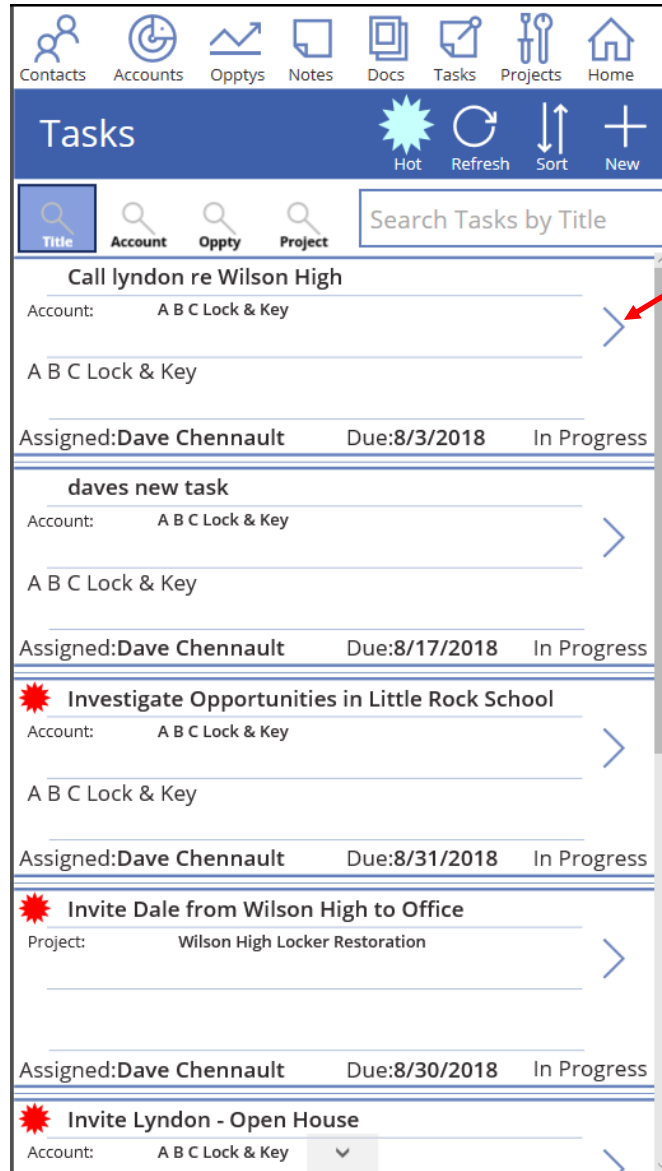 Contacts Accounts Opptys Notes Docs Tasks Projects Home
Tasks
Hot Refresh Sort New
Title Account Oppty Project Search Tasks by Title
Call lyndon re Wilson High
Account: A B C Lock & Key
A B C Lock & Key
Assigned:Dave Chennault Due:8/3/2018 In Progress
daves new task
Account: A B C Lock & Key
A B C Lock & Key
Assigned:Dave Chennault Due:8/17/2018 In Progress
Investigate Opportunities in Little Rock School
Account: A B C Lock & Key
A B C Lock & Key
Assigned:Dave Chennault Due:8/31/2018 In Progress
Invite Dale from Wilson High to Office
Project: Wilson High Locker Restoration
Assigned:Dave Chennault Due:8/30/2018 In Progress
Invite Lyndon - Open House
Account: A B C Lock & Key